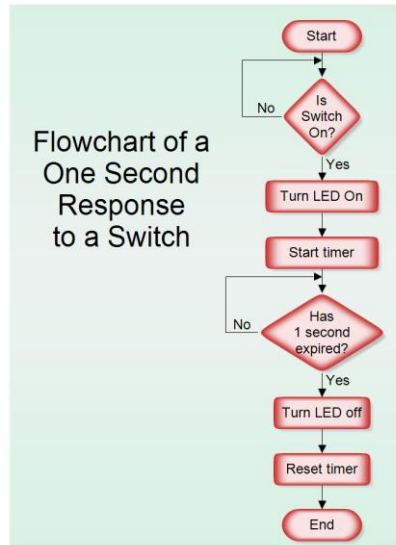 Flowchart of a
One Second
Response
to a Switch
Start
Is
Switch
On?
No
Yes
Turn LED On
Start timer
Has
1 second
expired?
No
Yes
Turn LED off
Reset timer
End